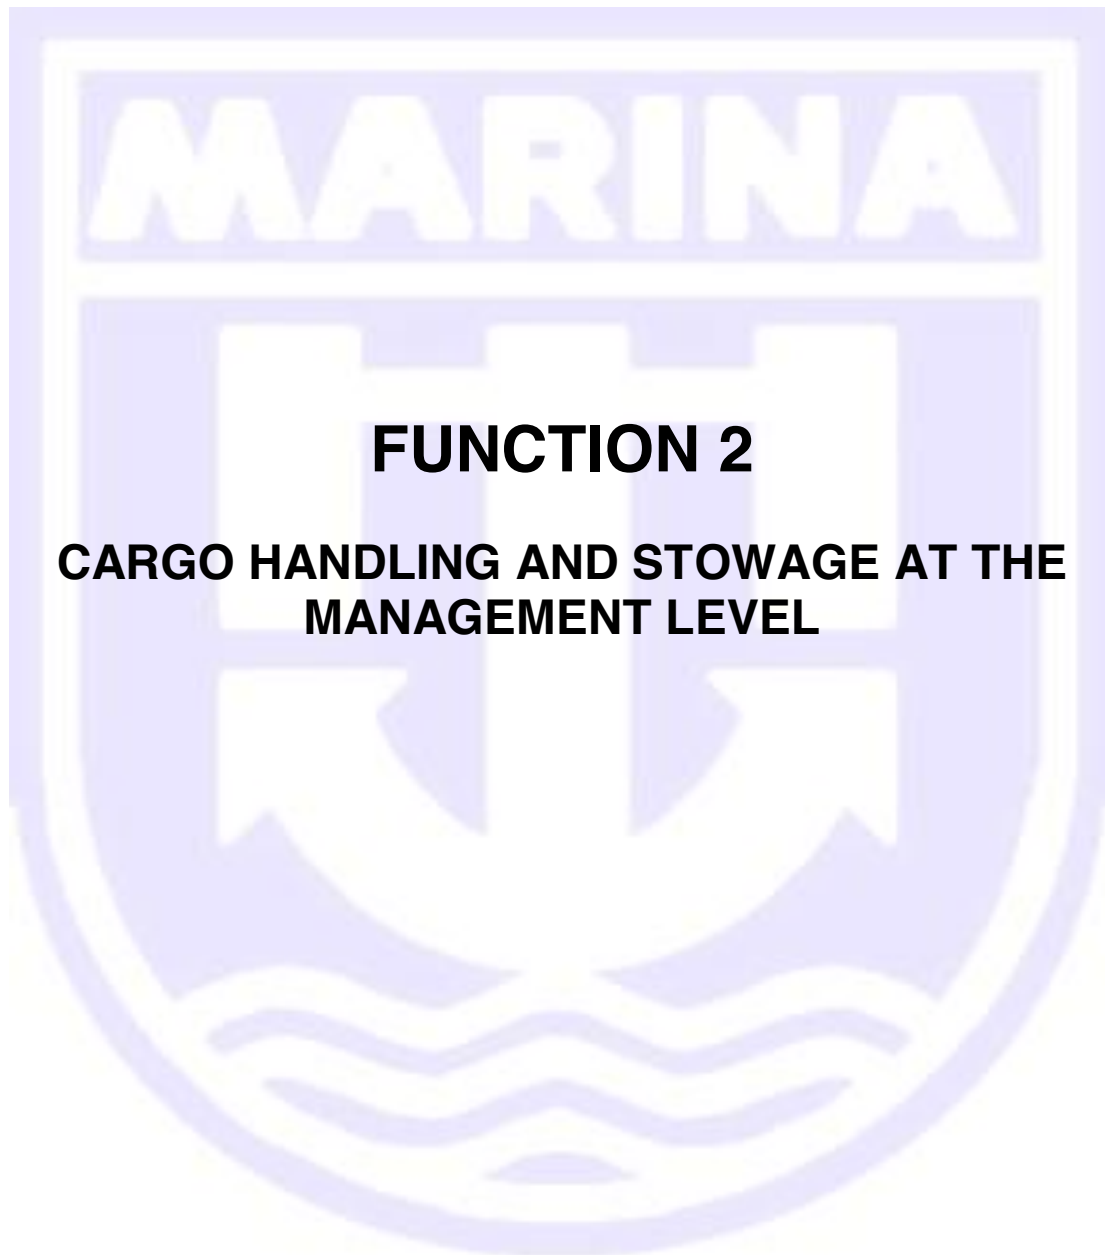 MARINA
FUNCTION 2
CARGO HANDLING AND STOWAGE AT THE
MANAGEMENT LEVEL